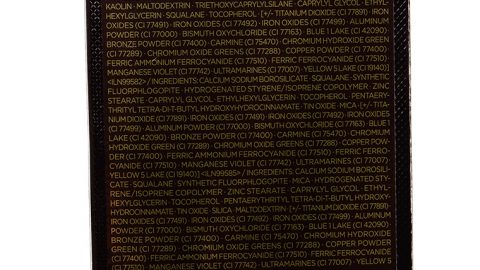 KAOLIN • MALTODEXTRIN • TRIETHOXYCAPRYLYLSILANE • CAPRYLYL GLYCOL • ETHYL-
HEXYLGLYCERIN • SQUALANE • TOCOPHEROL • [+/- TITANIUM DIOXIDE (CI 77891) • IRON
OXIDES (CI 77491) • IRON OXIDES (CI 77492) • IRON OXIDES (CI 77499) • ALUMINUM
POWDER (CI 77000) • BISMUTH OXYCHLORIDE (CI 77163) • BLUE 1 LAKE (CI 42090) •
BRONZE POWDER (CI 77400) • CARMINE (CI 75470) • CHROMIUM HYDROXIDE GREEN
(CI 77289) • CHROMIUM OXIDE GREENS (CI 77288) • COPPER POWDER (CI 77400) •
FERRIC AMMONIUM FERROCYANIDE (CI 77510) • FERRIC FERROCYANIDE (CI 77510) •
MANGANESE VIOLET (CI 77742) • ULTRAMARINES (CI 77007) • YELLOW 5 LAKE (CI 19140)]
<ILN99582> / INGREDIENTS: CALCIUM SODIUM BOROSILICATE • SQUALANE • SYNTHETIC
FLUORPHLOGOPITE • HYDROGENATED STYRENE/ISOPRENE COPOLYMER • ZINC
STEARATE • CAPRYLYL GLYCOL • ETHYLHEXYLGLYCERIN • TOCOPHEROL • PENTAERY-
THRITYL TETRA-DI-T-BUTYL HYDROXYHYDROCINNAMATE • TIN OXIDE • MICA • [+/- TITA-
NIUM DIOXIDE (CI 77891) • IRON OXIDES (CI 77491) • IRON OXIDES (CI 77492) • IRON OXIDES
(CI 77499) • ALUMINUM POWDER (CI 77000) • BISMUTH OXYCHLORIDE (CI 77163) • BLUE 1
LAKE (CI 42090) • BRONZE POWDER (CI 77400) • CARMINE (CI 75470) • CHROMIUM
HYDROXIDE GREEN (CI 77289) • CHROMIUM OXIDE GREENS (CI 77288) • COPPER POW-
DER (CI 77400) • FERRIC AMMONIUM FERROCYANIDE (CI 77510) • FERRIC FERROC-
YANIDE (CI 77510) • MANGANESE VIOLET (CI 77742) • ULTRAMARINES (CI 77007) •
YELLOW 5 LAKE (CI 19140)] <ILN99585> / INGREDIENTS: CALCIUM SODIUM BOROSILI-
CATE • SQUALANE • SYNTHETIC FLUORPHLOGOPITE • MICA • HYDROGENATED STY-
RENE/ISOPRENE COPOLYMER • ZINC STEARATE • CAPRYLYL GLYCOL • ETHYL-
HEXYLGLYCERIN • TOCOPHEROL • PENTAERYTHRITYL TETRA-DI-T-BUTYL HYDROXY-
HYDROCINNAMATE • TIN OXIDE • SILICA • MALTODEXTRIN • [+/- TITANIUM DIOXIDE (CI 77891) •
IRON OXIDES (CI 77491) • IRON OXIDES (CI 77492) • IRON OXIDES (CI 77499) • ALUMINUM
POWDER (CI 77000) • BISMUTH OXYCHLORIDE (CI 77163) • BLUE 1 LAKE (CI 42090) •
BRONZE POWDER (CI 77400) • CARMINE (CI 75470) • CHROMIUM HYDROXIDE GREEN
(CI 77289) • CHROMIUM OXIDE GREENS (CI 77288) • COPPER POWDER (CI
77400) • FERRIC AMMONIUM FERROCYANIDE (CI 77510) • FERRIC FERROCYANIDE (CI
77510) • MANGANESE VIOLET (CI 77742) • ULTRAMARINES (CI 77007) • YELLOW 5